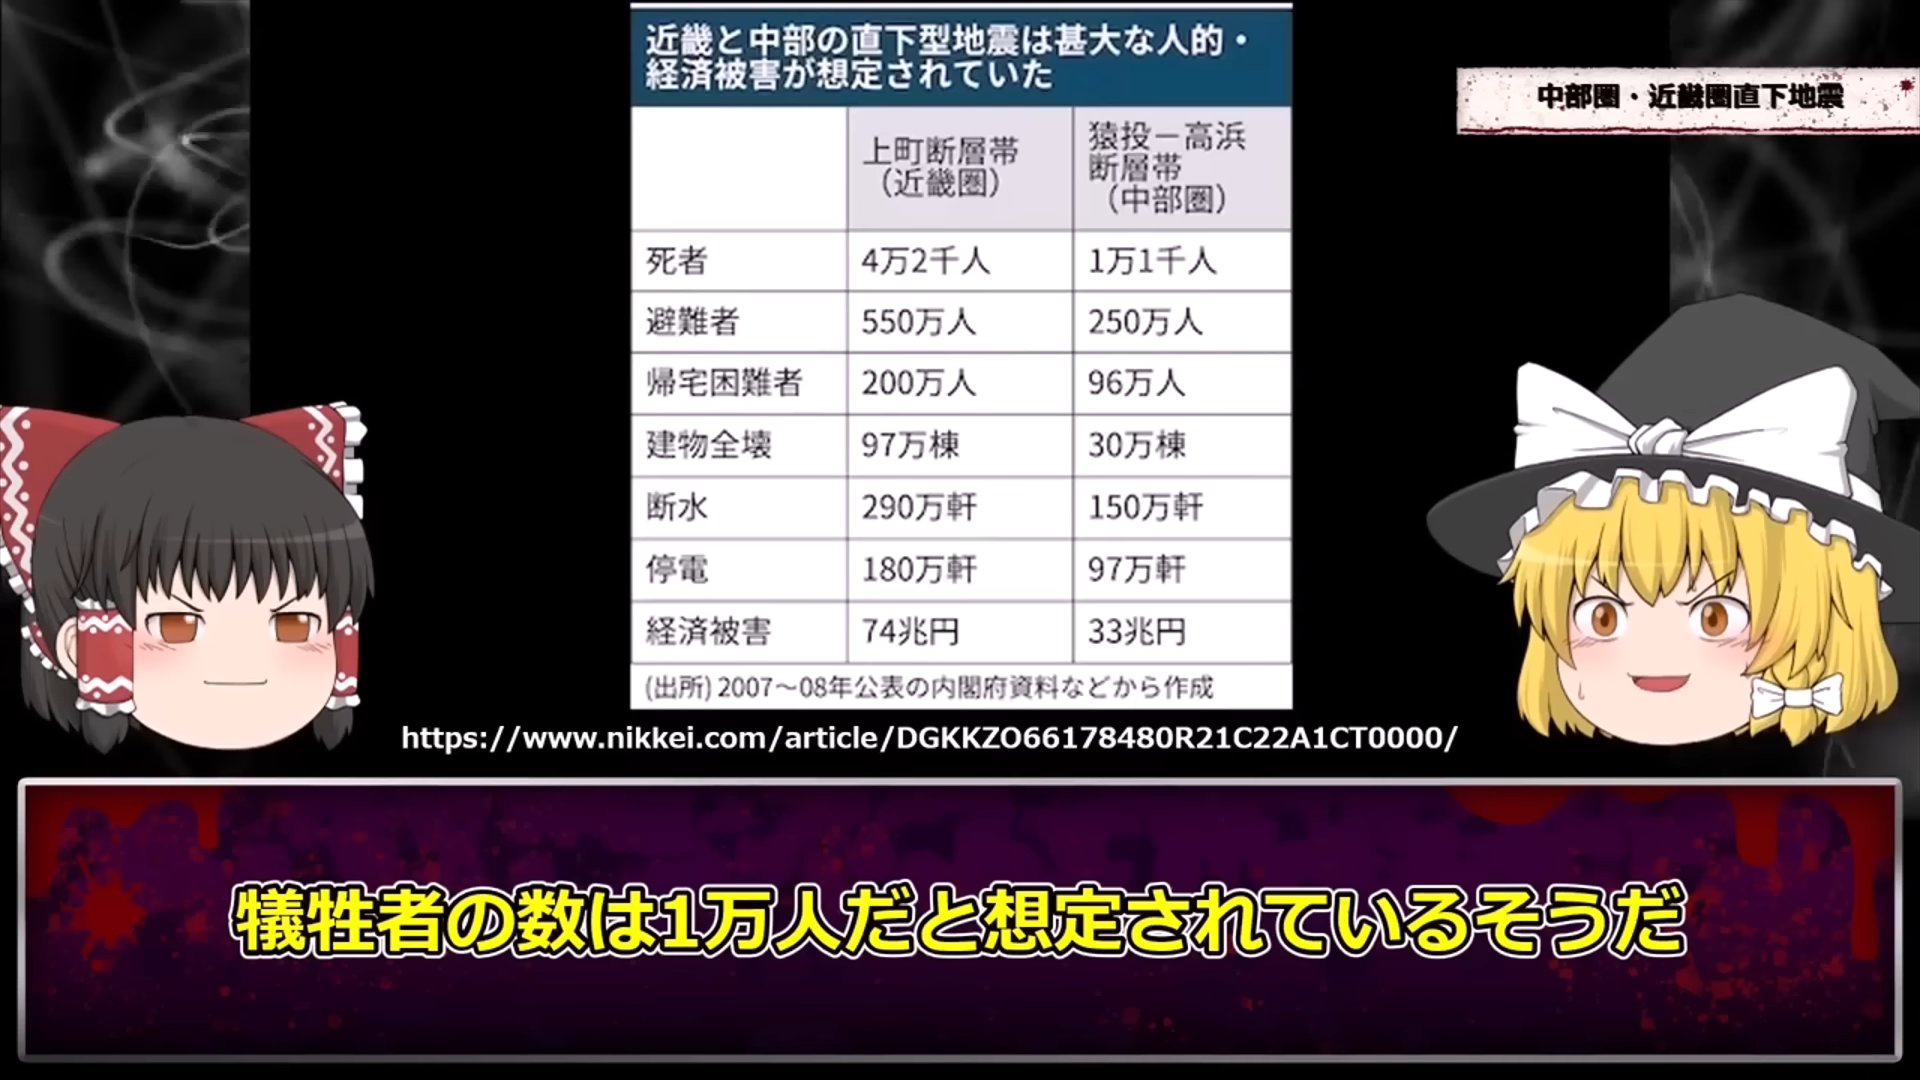 近畿と中部の直下型地震は甚大な人的・
経済被害が想定されていた
中部圏・近畿圏直下地震
上町断層帯
（近畿圏）
猿投－高浜
断層帯
（中部圏）
死者 4万2千人 1万1千人
避難者 550万人 250万人
帰宅困難者 200万人 96万人
建物全壊 97万棟 30万棟
断水 290万軒 150万軒
停電 180万軒 97万軒
経済被害 74兆円 33兆円
(出所) 2007～08年公表の内閣府資料などから作成
https://www.nikkei.com/article/DGKKZO66178480R21C22A1CT0000/
犠牲者の数は1万人だと想定されているそうだ